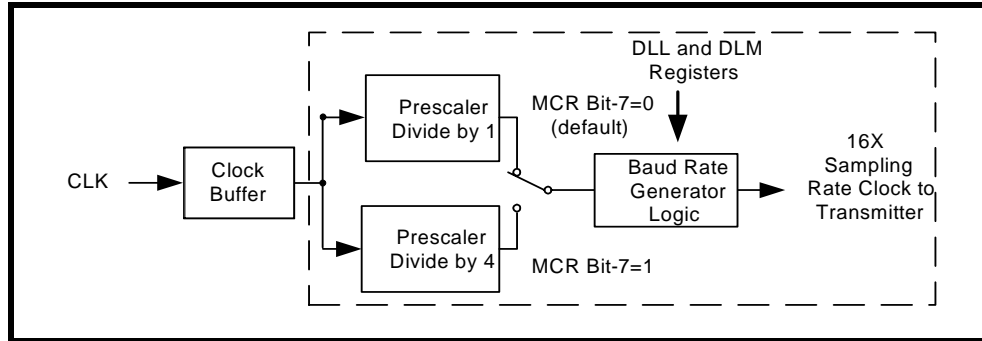 DLL and DLM
Registers
Prescaler
Divide by 1
MCR Bit-7=0
(default)
16X
Sampling
Rate Clock to
Transmitter
CLK
Clock
Buffer
Baud Rate
Generator
Logic
Prescaler
Divide by 4
MCR Bit-7=1